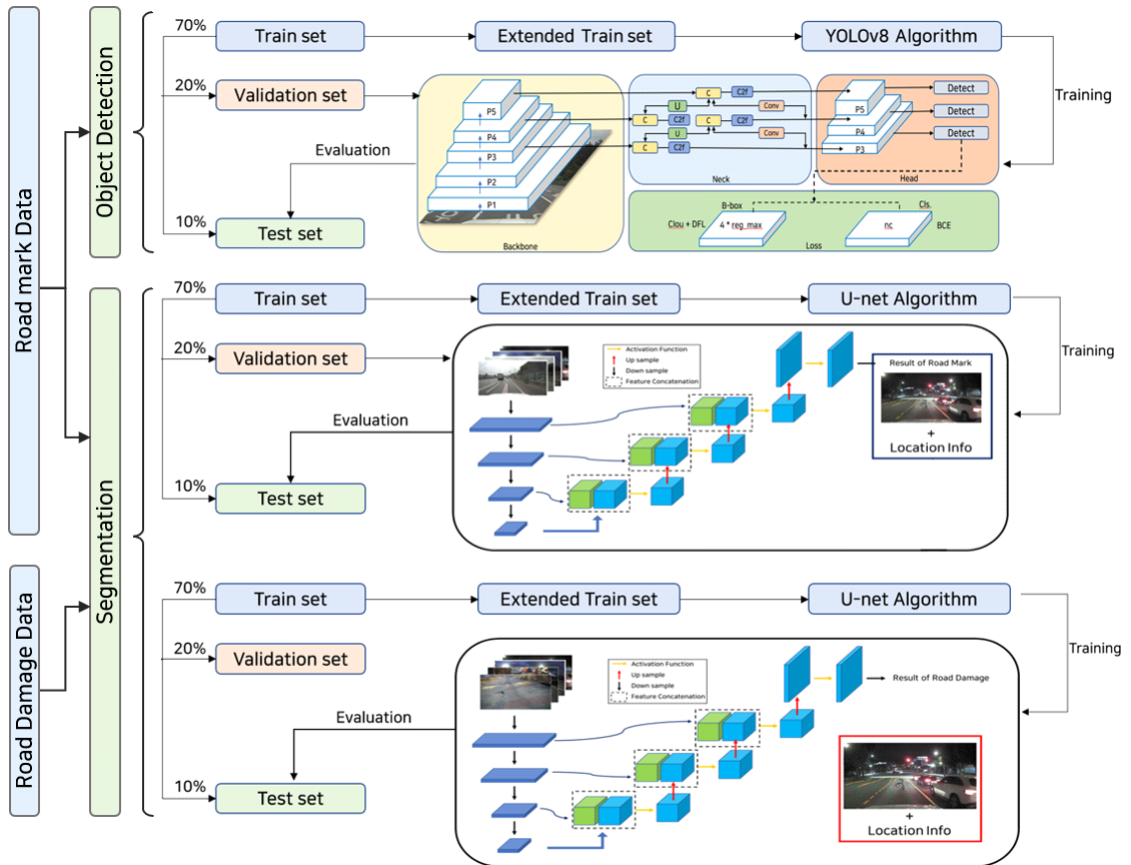 Road mark Data
Road Damage Data
Object Detection
Segmentation
70%
Train set
Extended Train set
YOLOv8 Algorithm
20%
Validation set
Training
Evaluation
10%
Test set
P5
P4
P3
P2
P1
Backbone
C
C2f
U
C
C2f
C
C2f
Conv
U
C
C2f
Conv
Neck
P5
P4
P3
Detect
Detect
Detect
Head
B-box
Cls.
Clou + DFL
4 * reg_max
nc
BCE
Loss
70%
Train set
Extended Train set
U-net Algorithm
20%
Validation set
Training
Evaluation
10%
Test set
Activation Function
Up sample
Down sample
Feature Concatenation
Result of Road Mark
+
Location Info
70%
Train set
Extended Train set
U-net Algorithm
20%
Validation set
Training
Evaluation
10%
Test set
Activation Function
Up sample
Down sample
Feature Concatenation
Result of Road Damage
+
Location Info